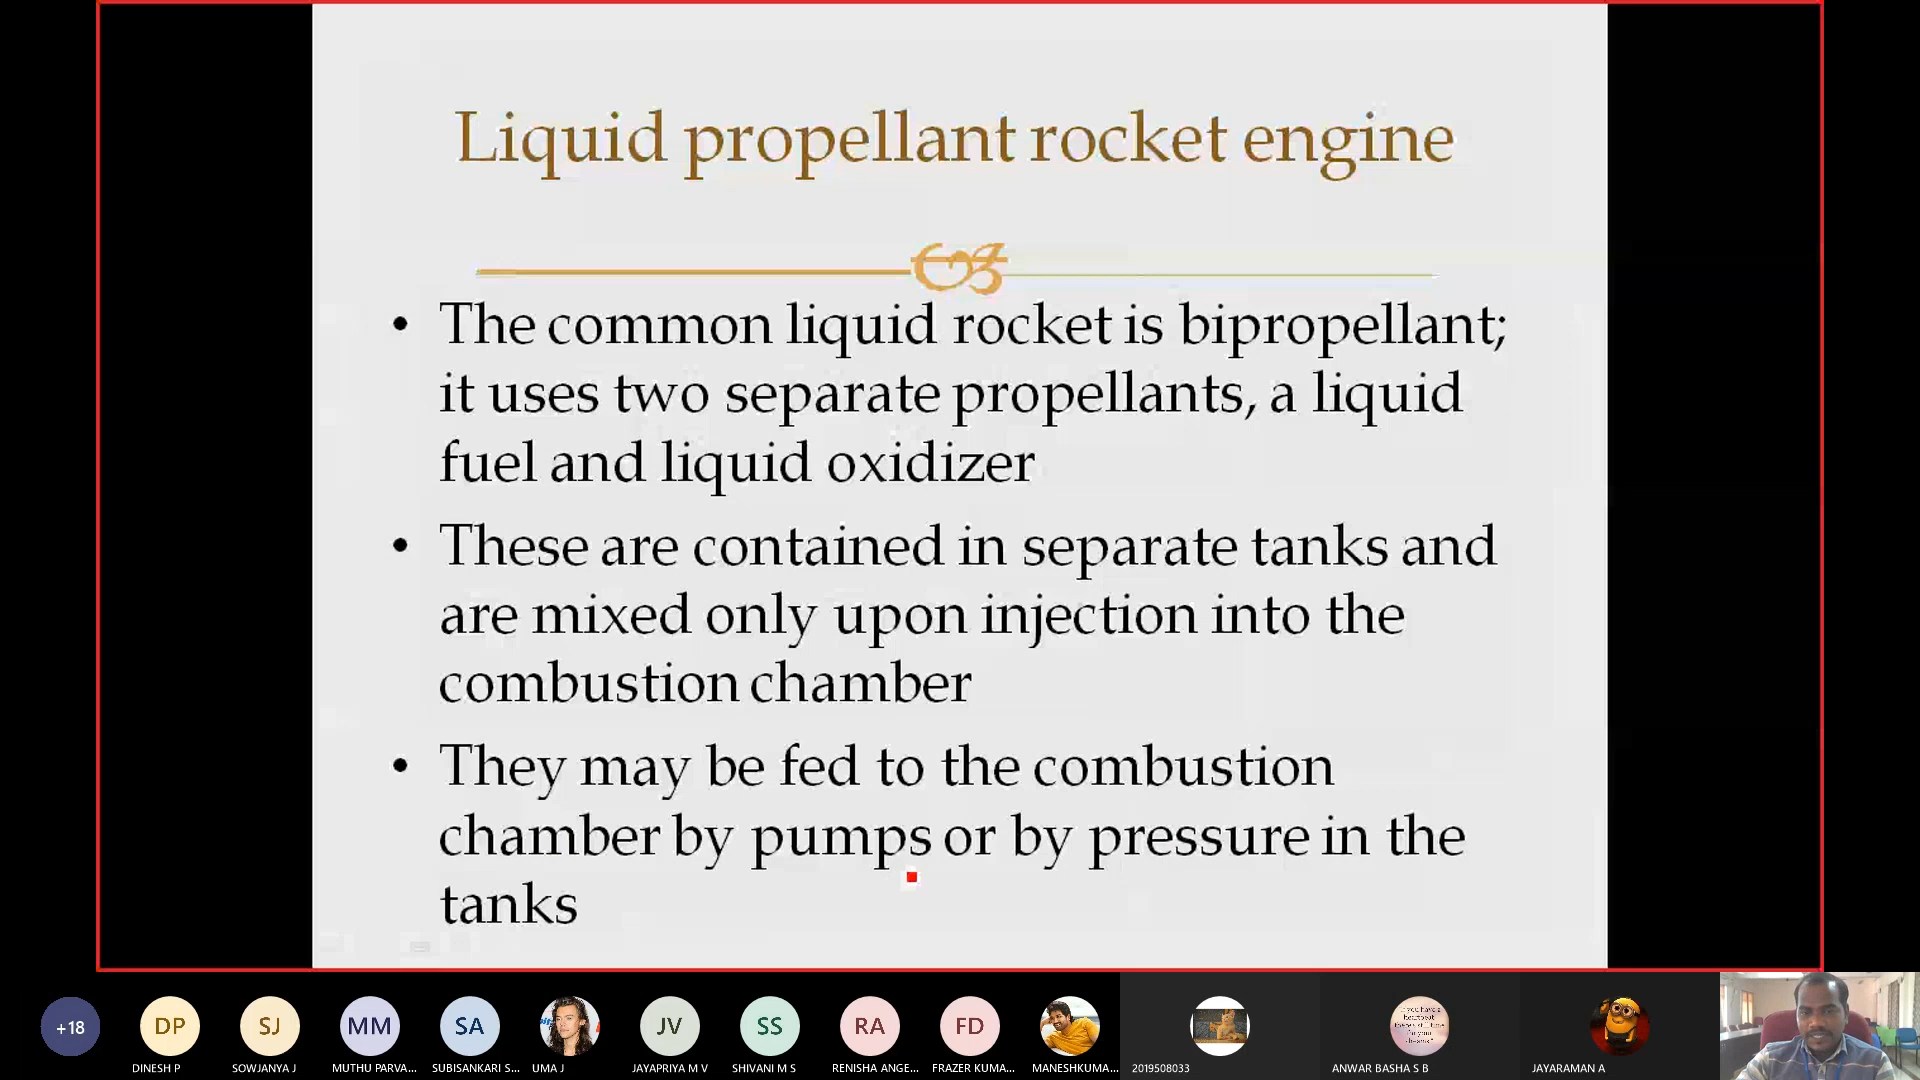 Liquid propellant rocket engine
• The common liquid rocket is bipropellant;
it uses two separate propellants, a liquid
fuel and liquid oxidizer
• These are contained in separate tanks and
are mixed only upon injection into the
combustion chamber
• They may be fed to the combustion
chamber by pumps or by pressure in the
tanks
+18 DP SJ MM SA JV SS RA FD
DINESH P SOWJANYA J MUTHU PARVA... SUBISANKARI S... UMA J JAYAPRIYA M V SHIVANI M S RENISHA ANGE... FRAZER KUMA... MANESHKUMA... 2019508033 ANWAR BASHA S B JAYARAMAN A